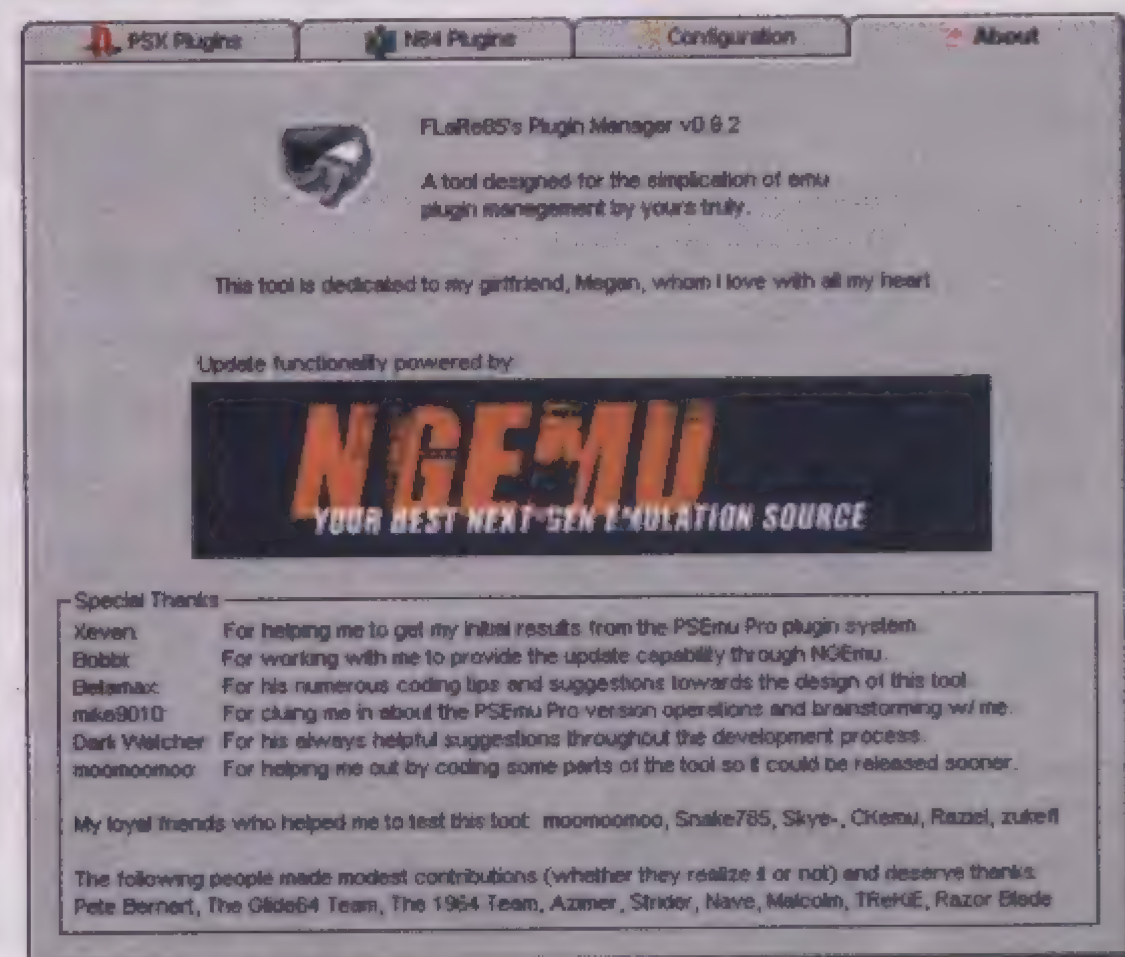 PSX Plugins
N64 Plugins
Configuration
About
FLaRe85's Plugin Manager v0.9.2
A tool designed for the simplication of emu
plugin management by yours truly.
This tool is dedicated to my girlfriend, Megan, whom I love with all my heart
Update functionality powered by:
NGEMU
YOUR BEST NEXT-GEN EMULATION SOURCE
Special Thanks
Xeven: For helping me to get my initial results from the PSEmu Pro plugin system.
Bobbi: For working with me to provide the update capability through NGEmu.
Betamax: For his numerous coding tips and suggestions towards the design of this tool.
mike9010: For cluing me in about the PSEmu Pro version operations and brainstorming w/ me.
Dark Watcher: For his always helpful suggestions throughout the development process.
moomoomoo: For helping me out by coding some parts of the tool so it could be released sooner.
My loyal friends who helped me to test this tool: moomoomoo, Snake785, Skye-, CKemu, Raziel,
The following people made modest contributions (whether they realize it or not) and deserve thanks:
Pete Bernert, The Glide64 Team, The 1964 Team, Azimer, Strider, Nave, Malcolm, TReKiE, Razor Blade